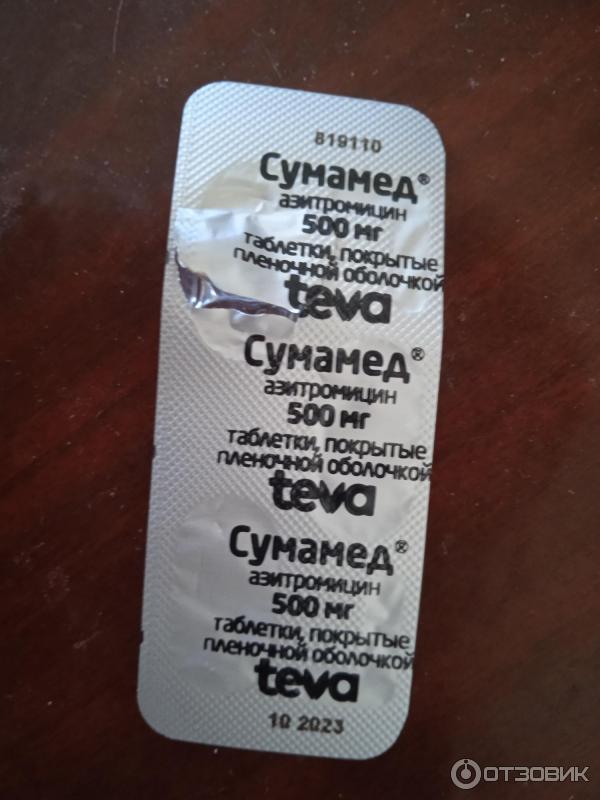 819110
Сумамед®
азитромицин
500 мг
таблетки, покрытые
пленочной оболочкой
teva
Сумамед®
азитромицин
500 мг
таблетки, покрытые
пленочной оболочкой
teva
Сумамед®
азитромицин
500 мг
таблетки, покрытые
пленочной оболочкой
teva
10 2023
ОТЗОВИК